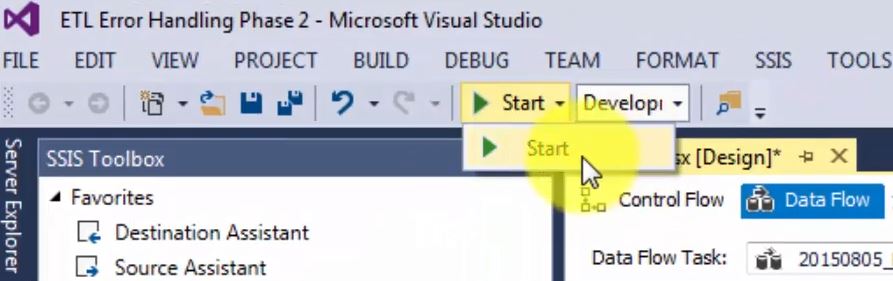 ETL Error Handling Phase 2 - Microsoft Visual Studio
FILE EDIT VIEW PROJECT BUILD DEBUG TEAM FORMAT SSIS TOOLS
Start Develop
Start
SSIS Toolbox
sx [Design]*
Server Explorer
Favorites
Control Flow Data Flow
Destination Assistant
Data Flow Task: 20150805_
Source Assistant